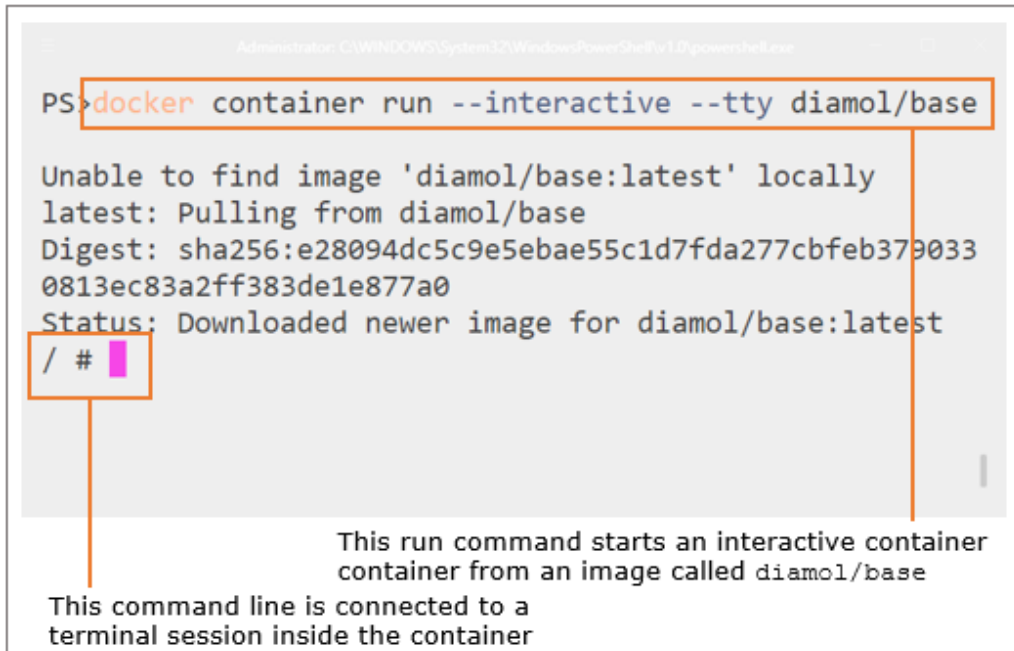 Administrator: C:\WINDOWS\System32\WindowsPowerShell\v1.0\powershell.exe
PS>docker container run --interactive --tty diamol/base
Unable to find image 'diamol/base:latest' locally
latest: Pulling from diamol/base
Digest: sha256:e28094dc5c9e5ebae55c1d7fda277cbfeb379033
0813ec83a2ff383de1e877a0
Status: Downloaded newer image for diamol/base:latest
/ #
This run command starts an interactive container
container from an image called diamol/base
This command line is connected to a
terminal session inside the container